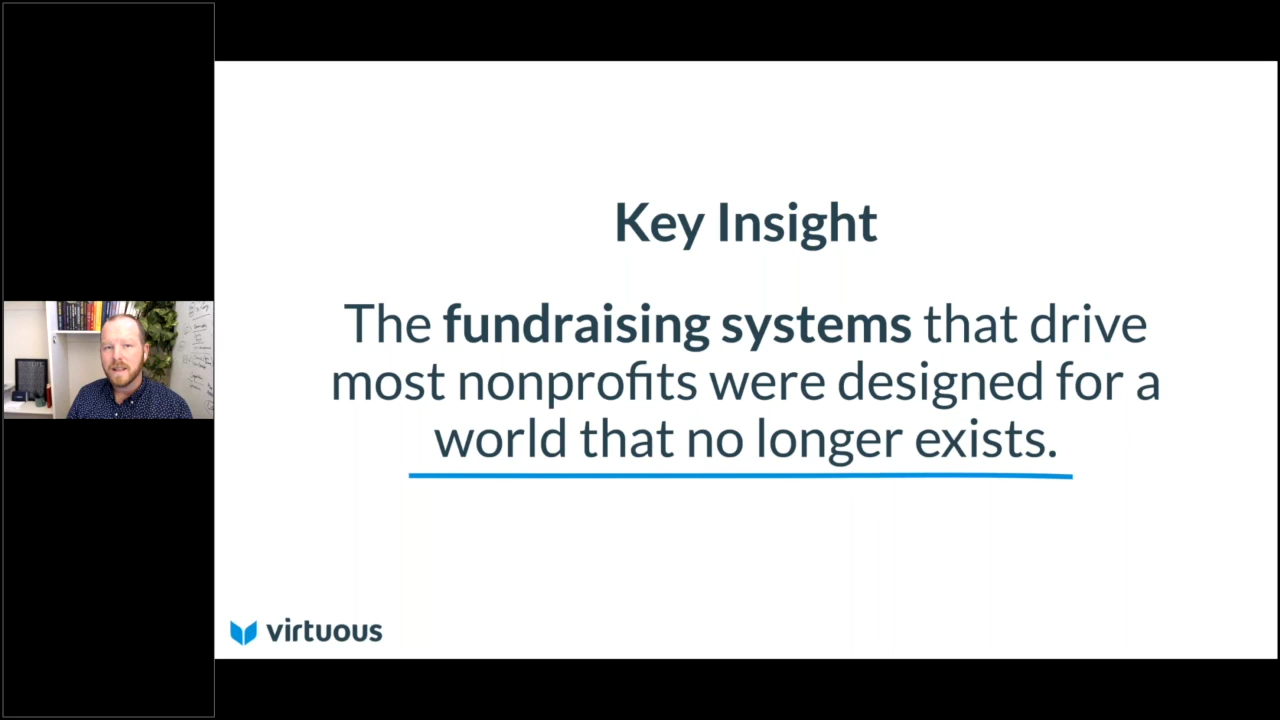 Key Insight
The fundraising systems that drive
most nonprofits were designed for a
world that no longer exists.
virtuous